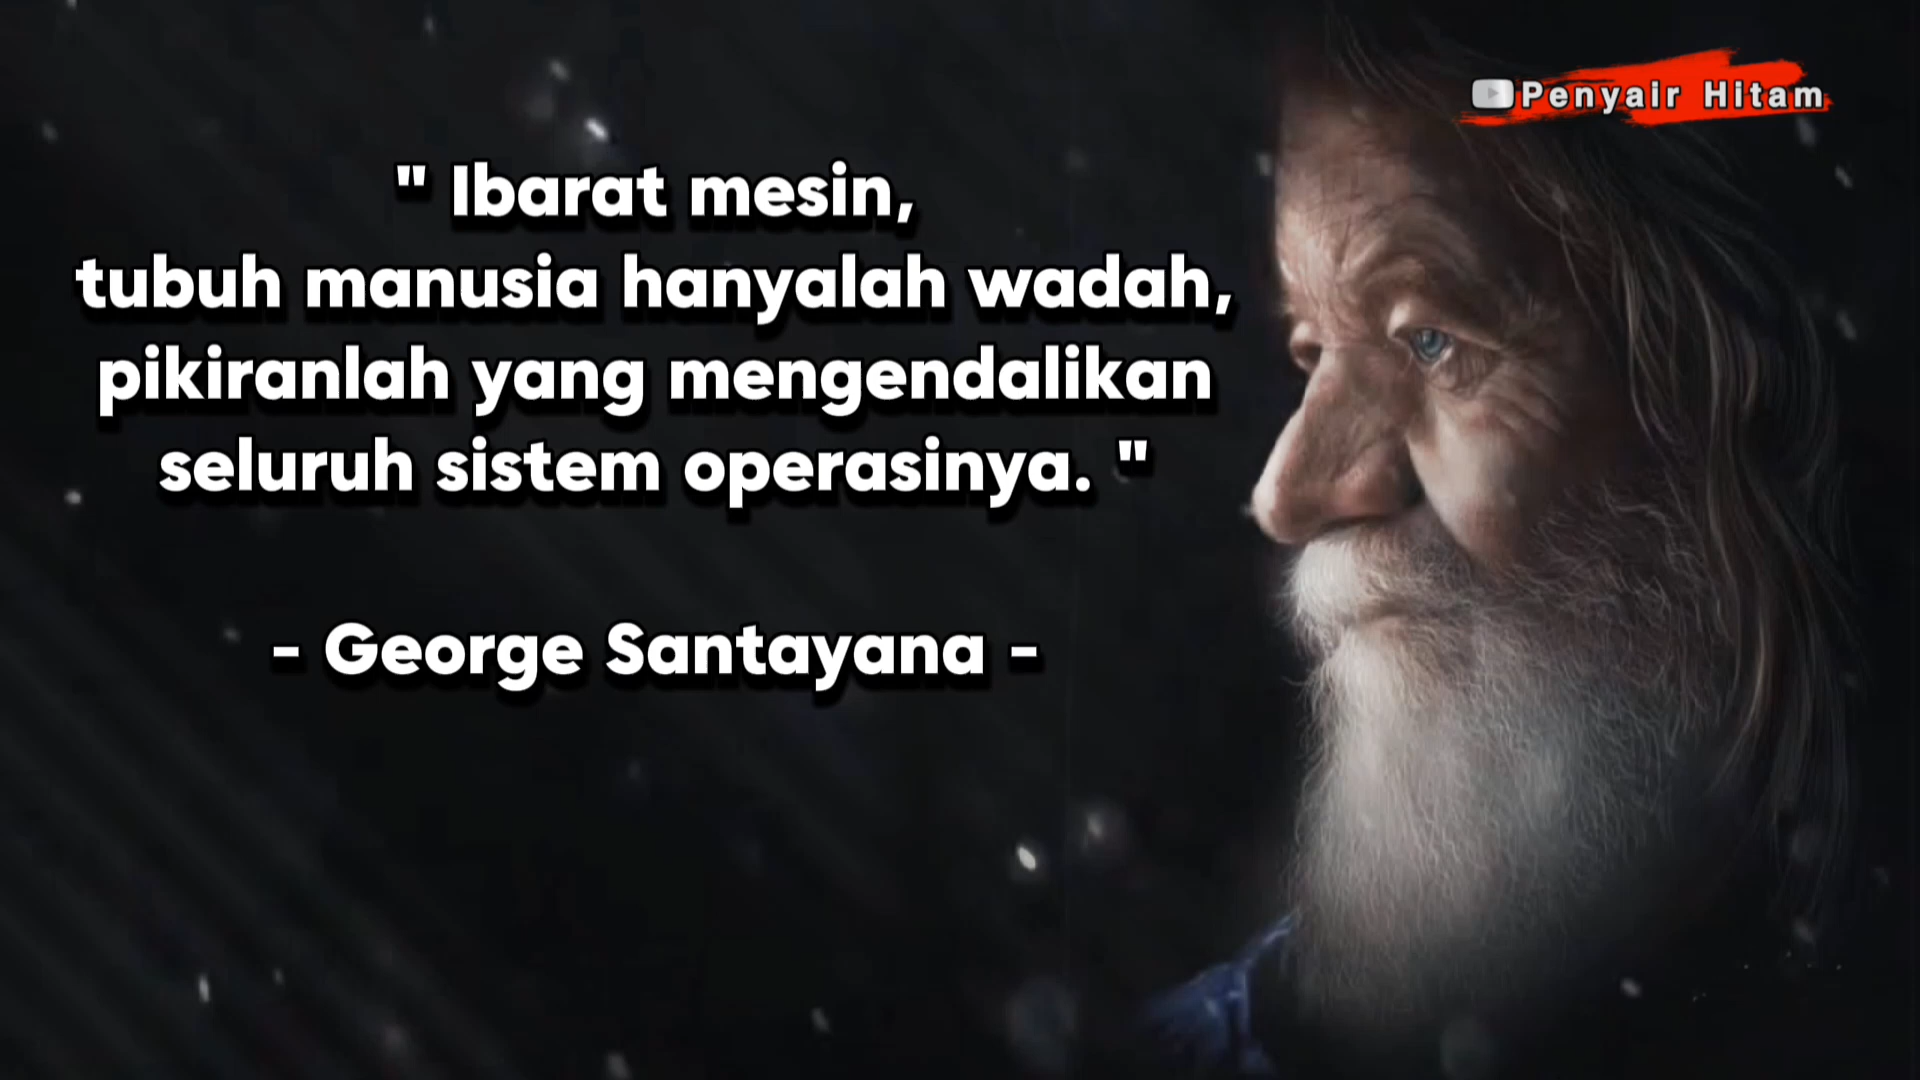 Penyair Hitam
" Ibarat mesin,
tubuh manusia hanyalah wadah,
pikiranlah yang mengendalikan
seluruh sistem operasinya. "
- George Santayana -